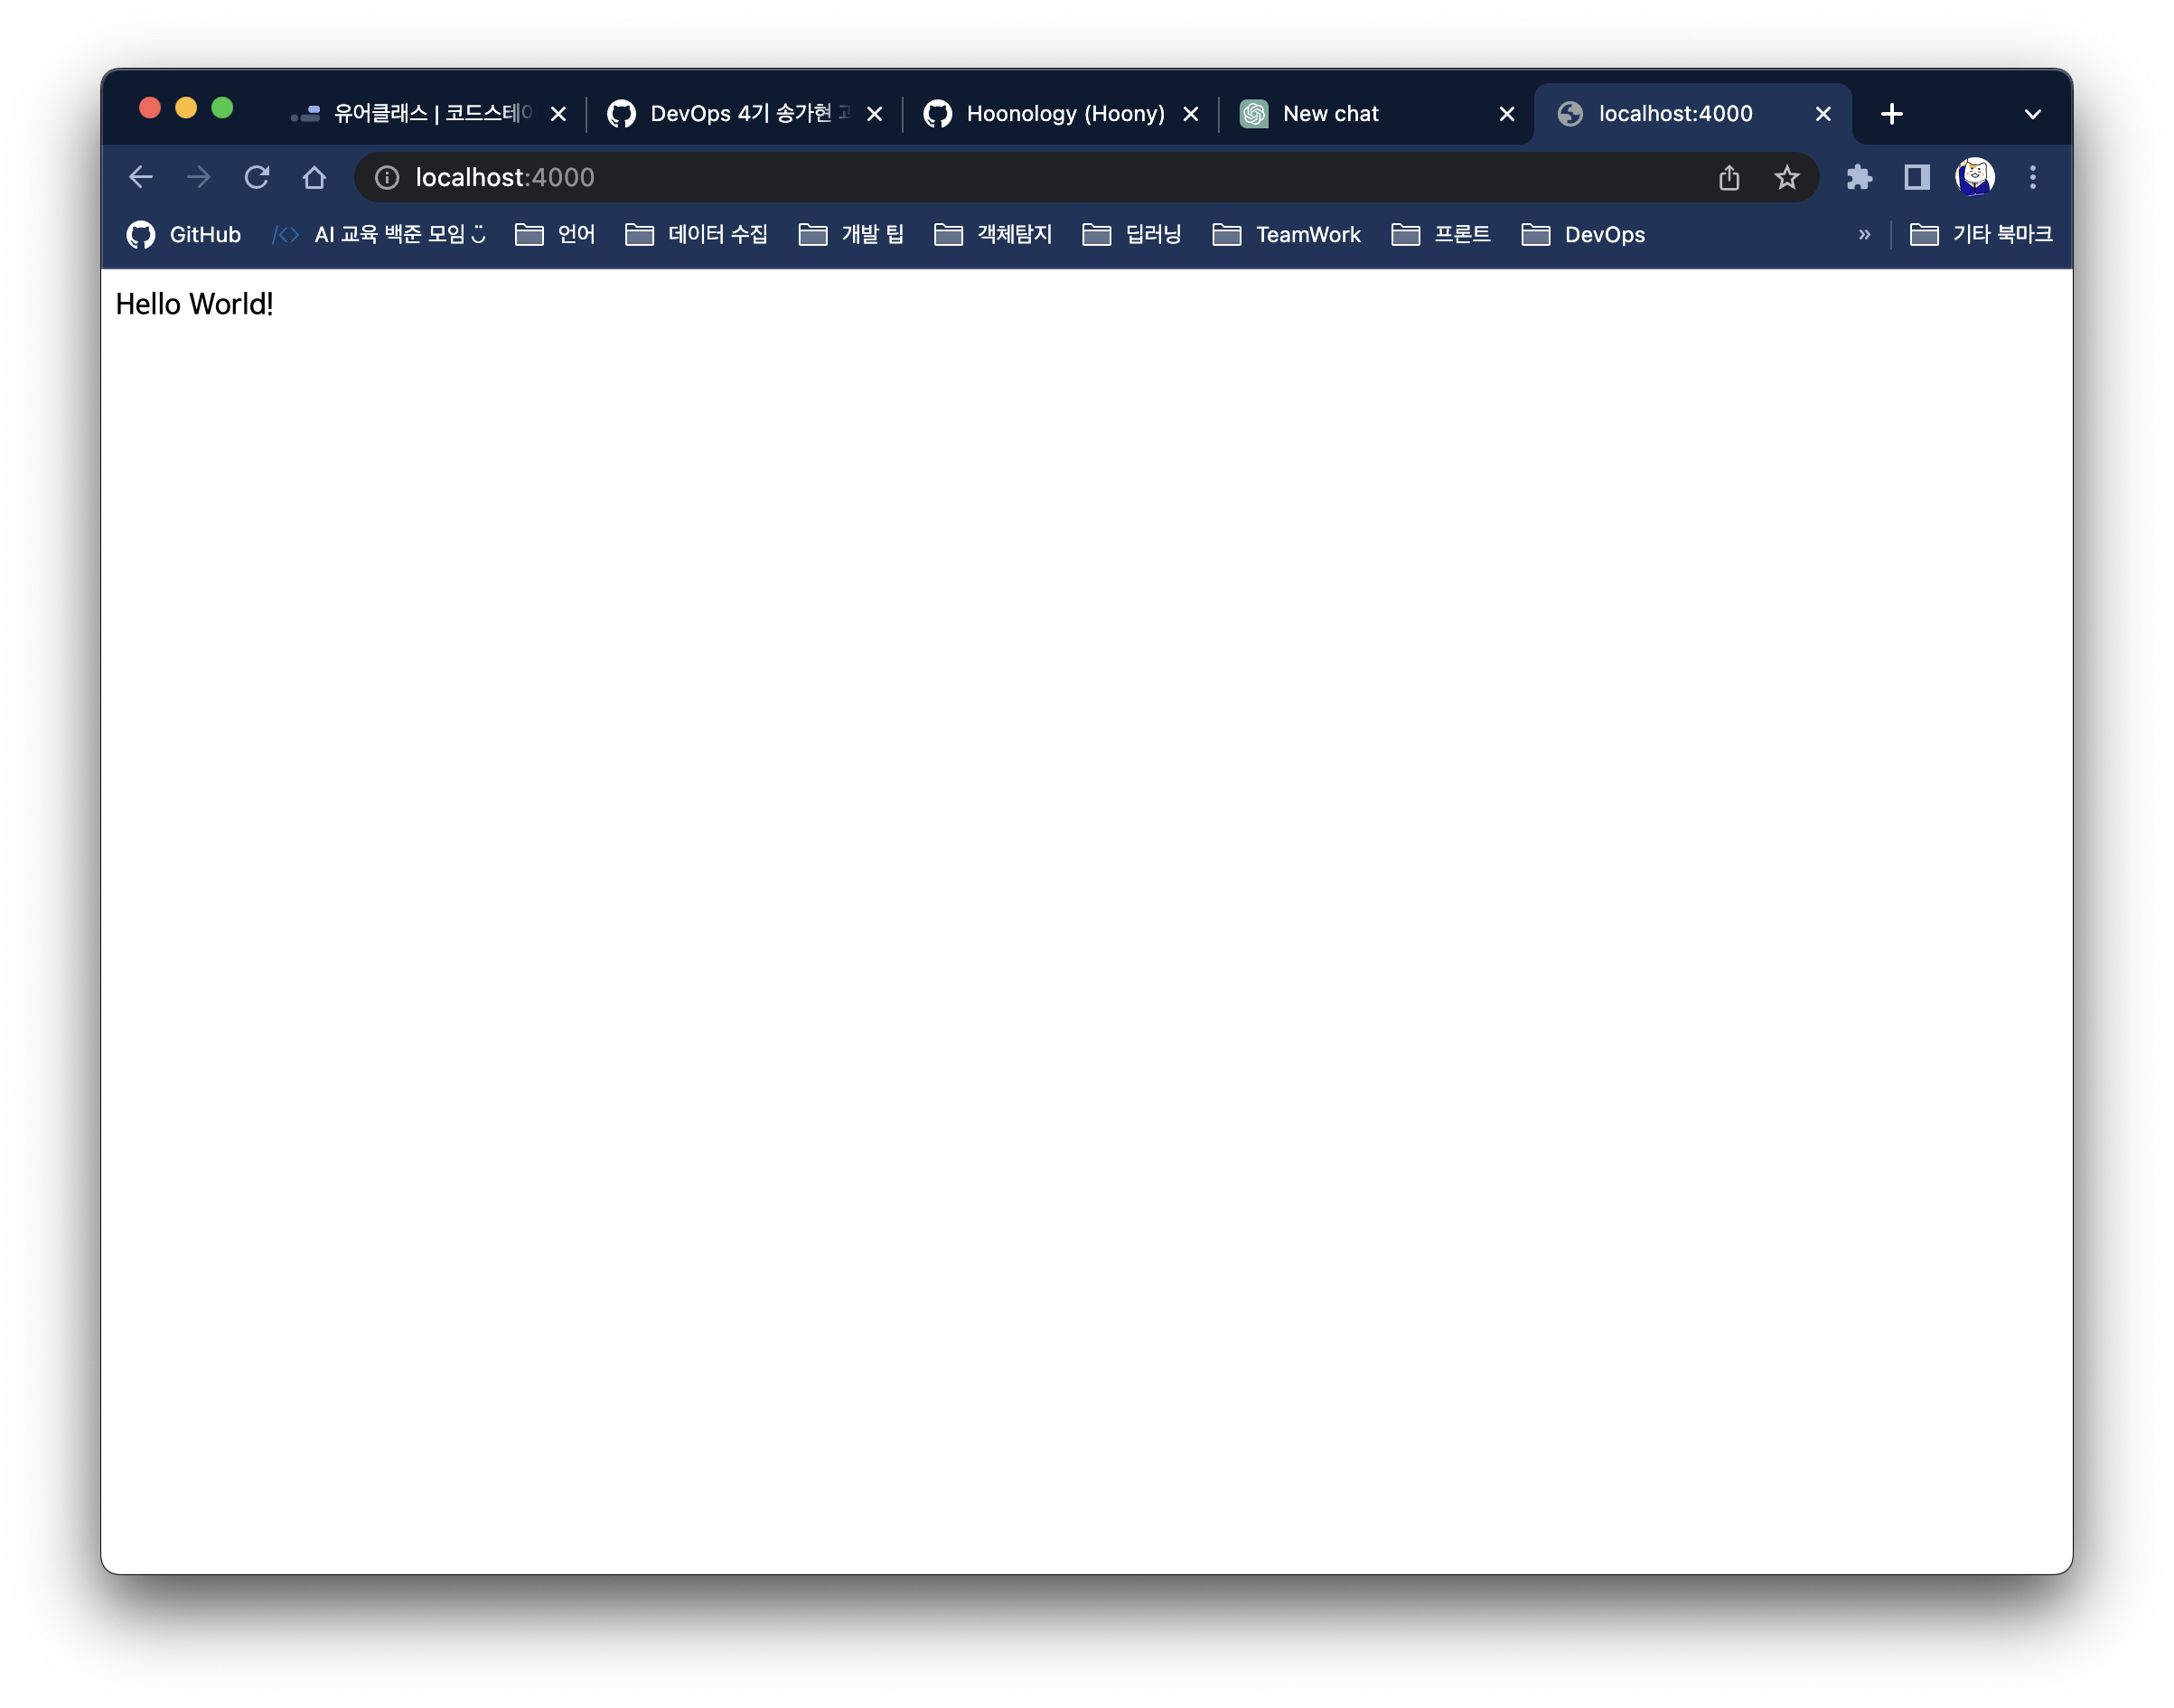 유어클래스 | 코드스테이
DevOps 4기 송가현
Hoonology (Hoony)
New chat
localhost:4000
localhost:4000
GitHub
AI 교육 백준 모임
언어
데이터 수집
개발 팁
객체탐지
딥러닝
TeamWork
프론트
DevOps
»
기타 북마크
Hello World!